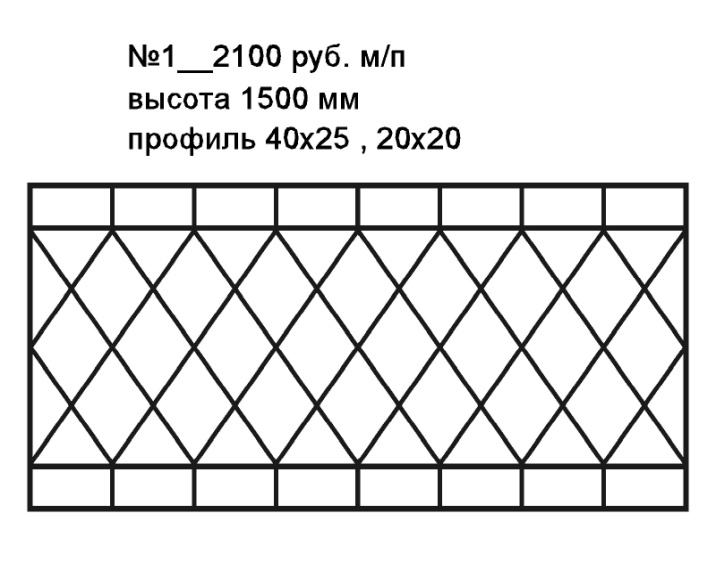 №1__2100 руб. м/п
высота 1500 мм
профиль 40х25 , 20х20